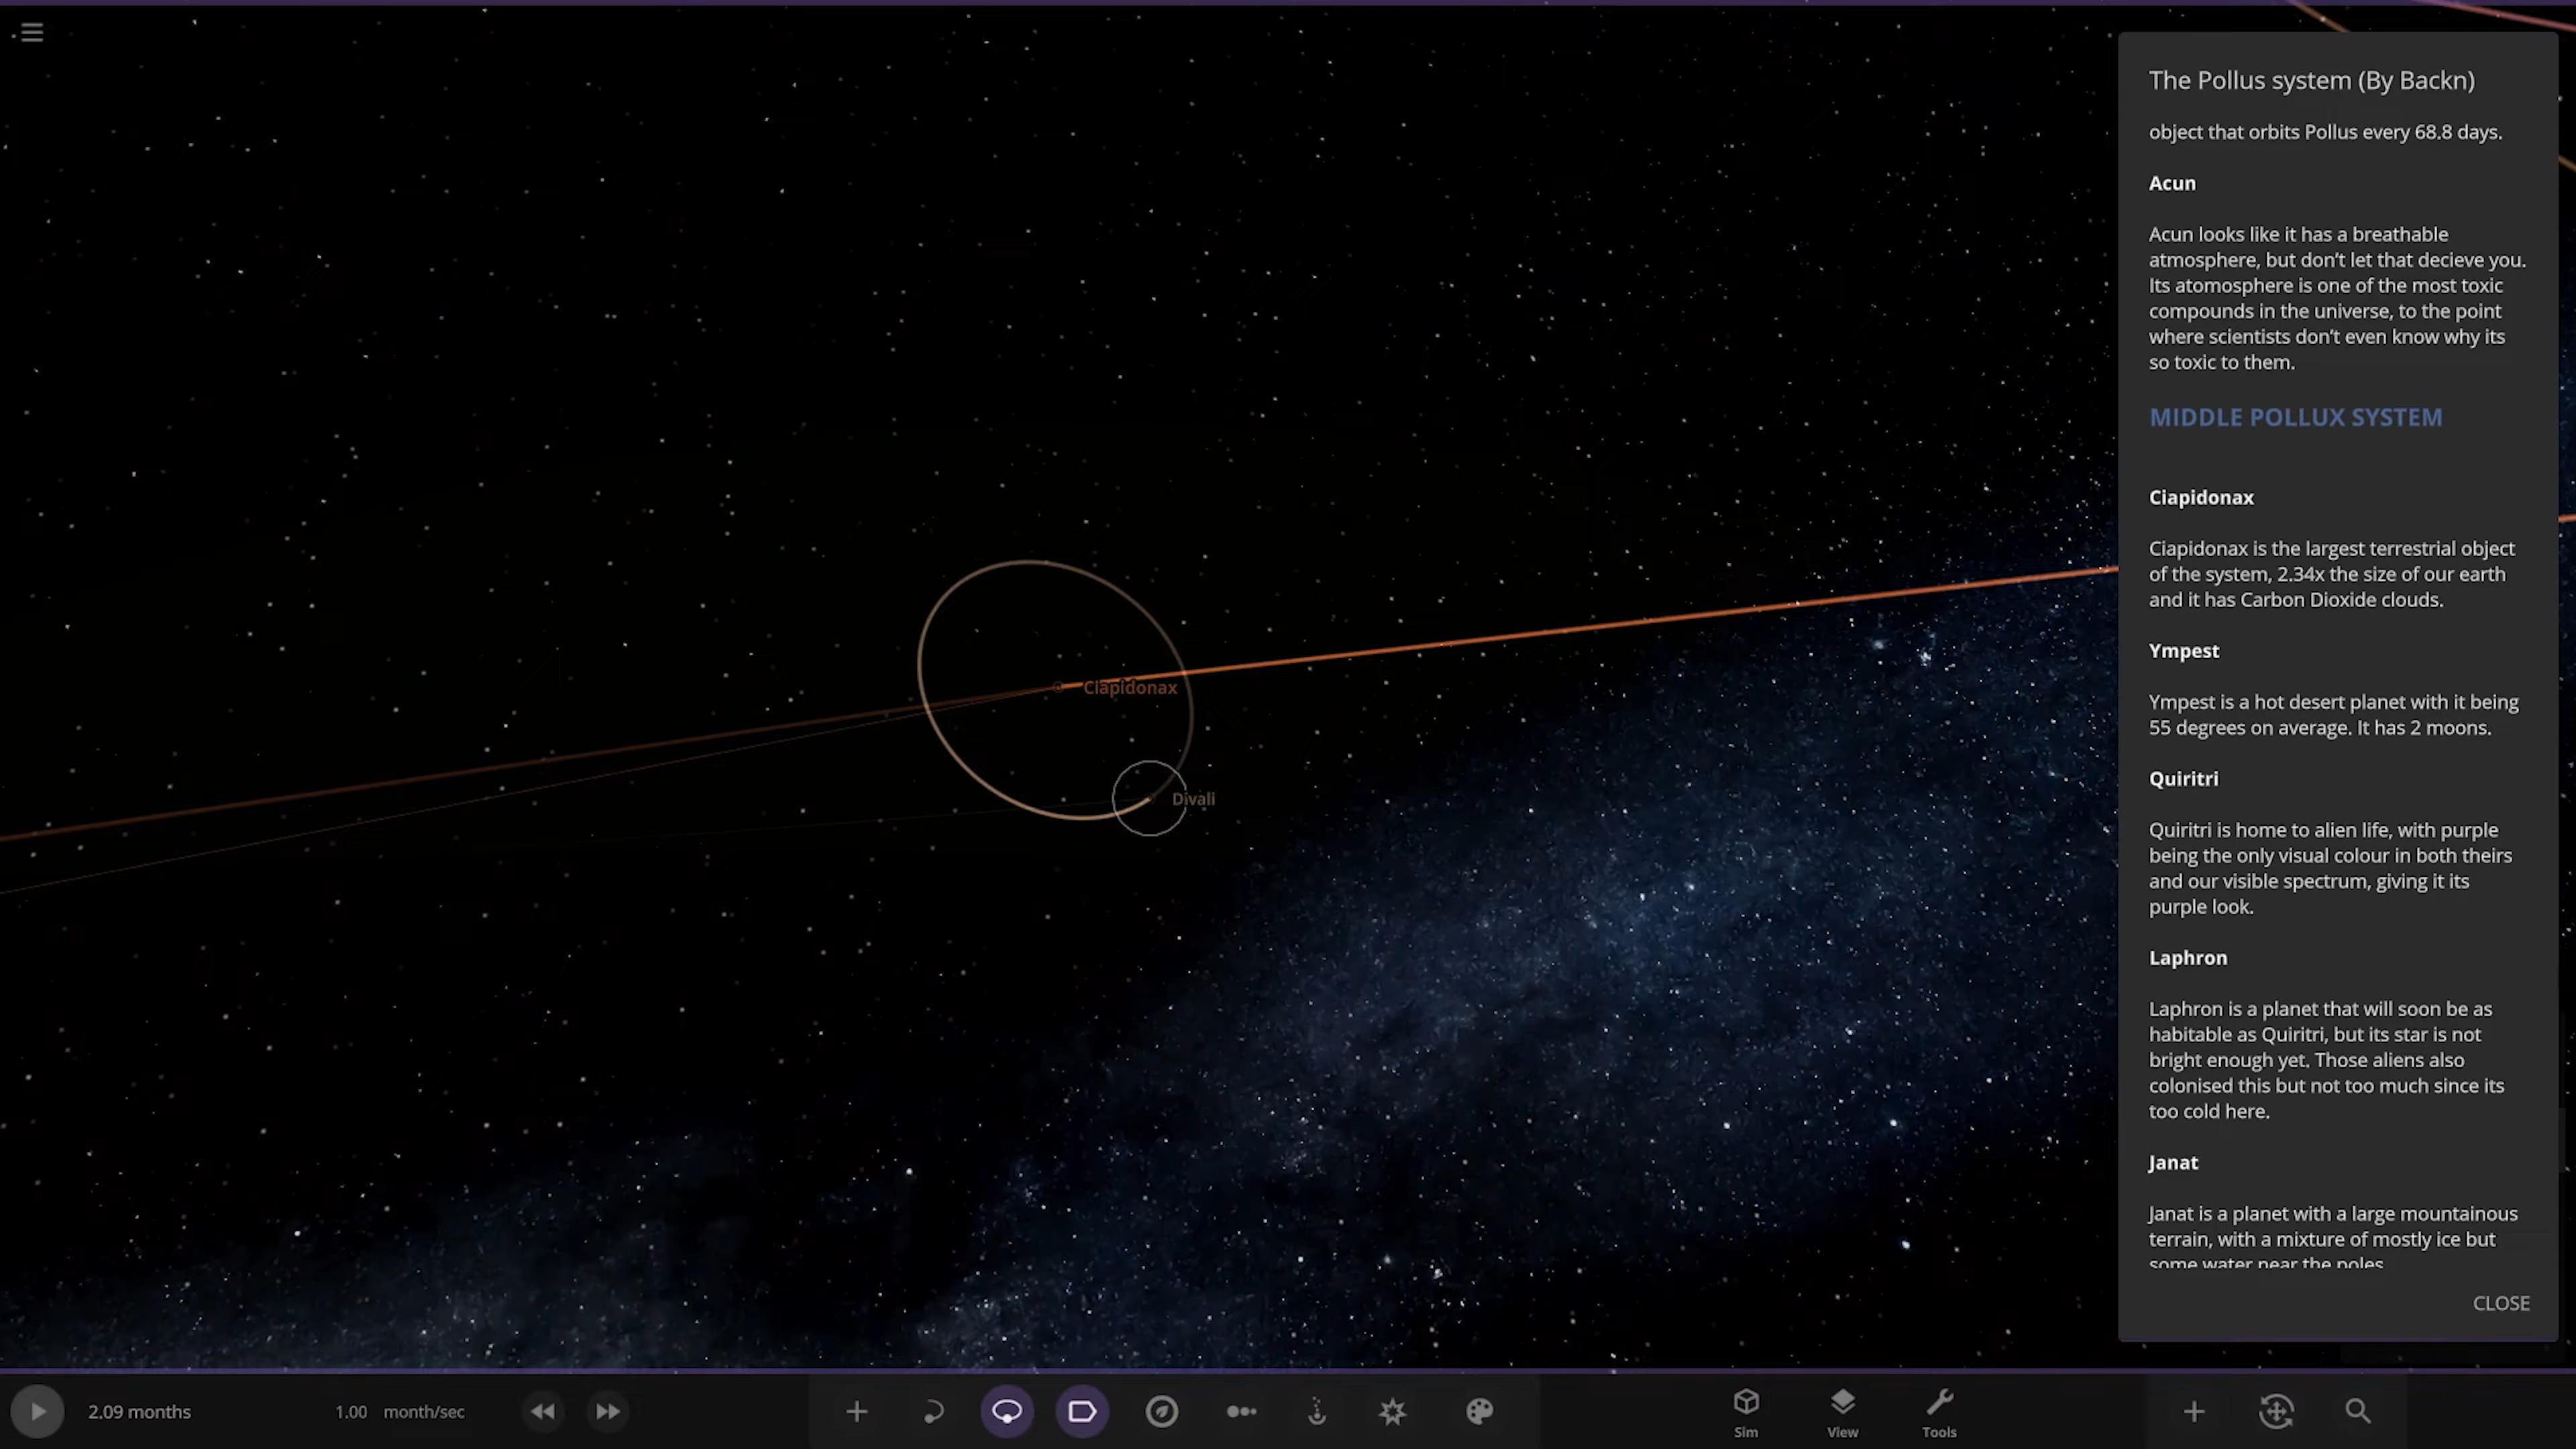 The Pollus system (By Backn)
object that orbits Pollus every 68.8 days.
Acun
Acun looks like it has a breathable
atmosphere, but don't let that decieve you.
Its atomosphere is one of the most toxic
compounds in the universe, to the point
where scientists don't even know why its
so toxic to them.
MIDDLE POLLUX SYSTEM
Ciapidonax
Ciapidonax is the largest terrestrial object
of the system, 2.34x the size of our earth
and it has Carbon Dioxide clouds.
Ympest
Ympest is a hot desert planet with it being
55 degrees on average. It has 2 moons.
Quiritri
Quiritri is home to alien life, with purple
being the only visual colour in both theirs
and our visible spectrum, giving it its
purple look.
Laphron
Laphron is a planet that will soon be as
habitable as Quiritri, but its star is not
bright enough yet. Those aliens also
colonised this but not too much since its
too cold here.
Janat
Janat is a planet with a large mountainous
terrain, with a mixture of mostly ice but
some water near the poles
CLOSE
Ciapidonax
Divali
2.09 months
1.00 month/sec
Sim
View
Tools